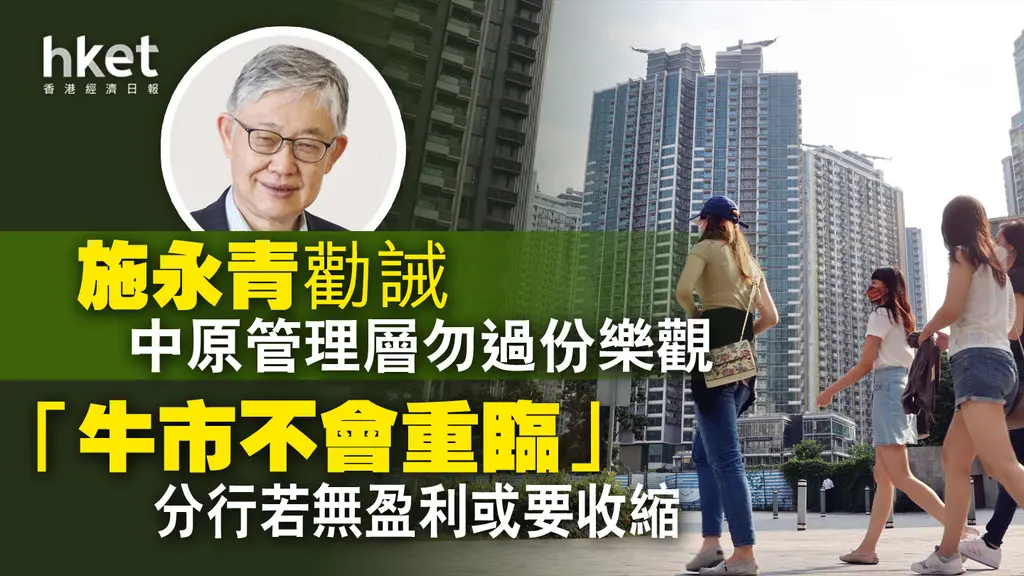 hket
香港經濟日報
施永青勸誡
中原管理層勿過份樂觀
「牛市不會重臨」
分行若無盈利或要收縮